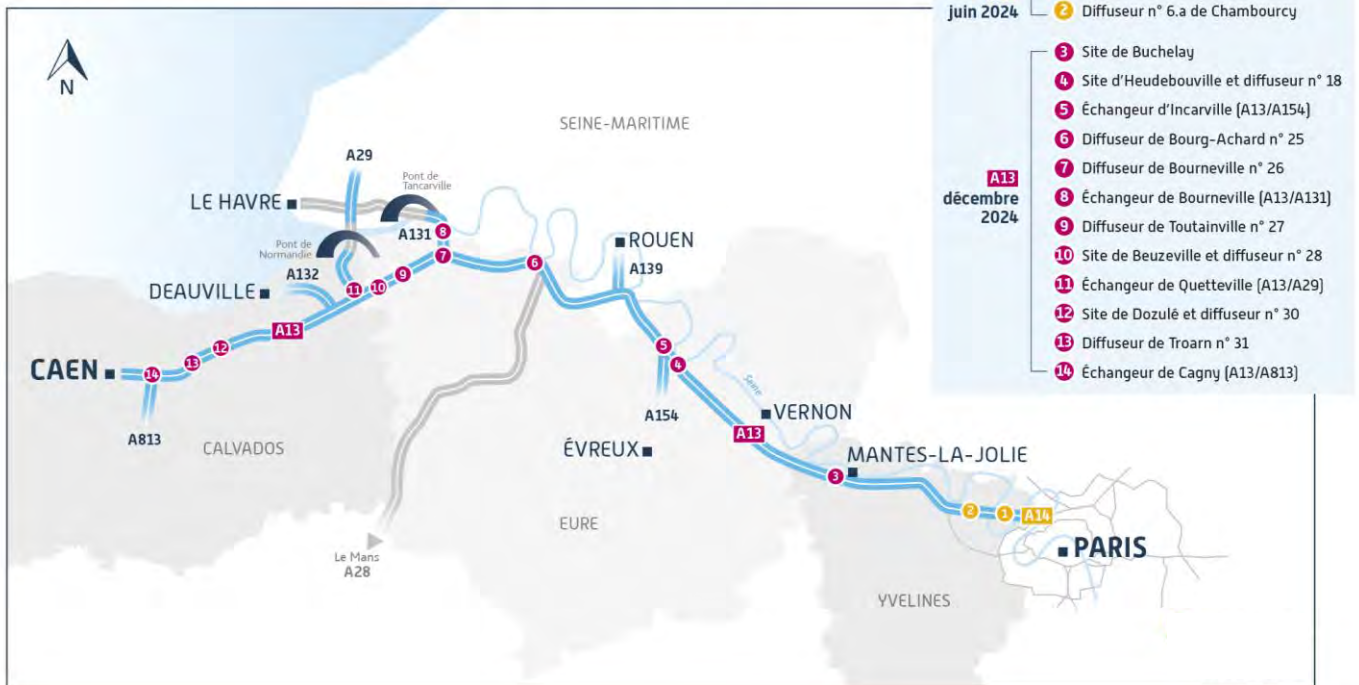 juin 2024
2 Diffuseur n° 6.a de Chambourcy
A13
décembre
2024
3 Site de Buchelay
4 Site d'Heudebouville et diffuseur n° 18
5 Échangeur d'Incarville (A13/A154)
6 Diffuseur de Bourg-Achard n° 25
7 Diffuseur de Bourneville n° 26
8 Échangeur de Bourneville (A13/A131)
9 Diffuseur de Toutainville n° 27
10 Site de Beuzeville et diffuseur n° 28
11 Échangeur de Quetteville (A13/A29)
12 Site de Dozulé et diffuseur n° 30
13 Diffuseur de Troarn n° 31
14 Échangeur de Cagny (A13/A813)
N
SEINE-MARITIME
A29
Pont de
Tancarville
LE HAVRE
8
A131
Pont de
Normandie
7
6
ROUEN
A139
A132
9
10
11
DEAUVILLE
A13
12
13
14
CAEN
A813
CALVADOS
5
4
A154
Seine
VERNON
A13
ÉVREUX
MANTES-LA-JOLIE
3
2
1
A14
PARIS
EURE
Le Mans
A28
YVELINES